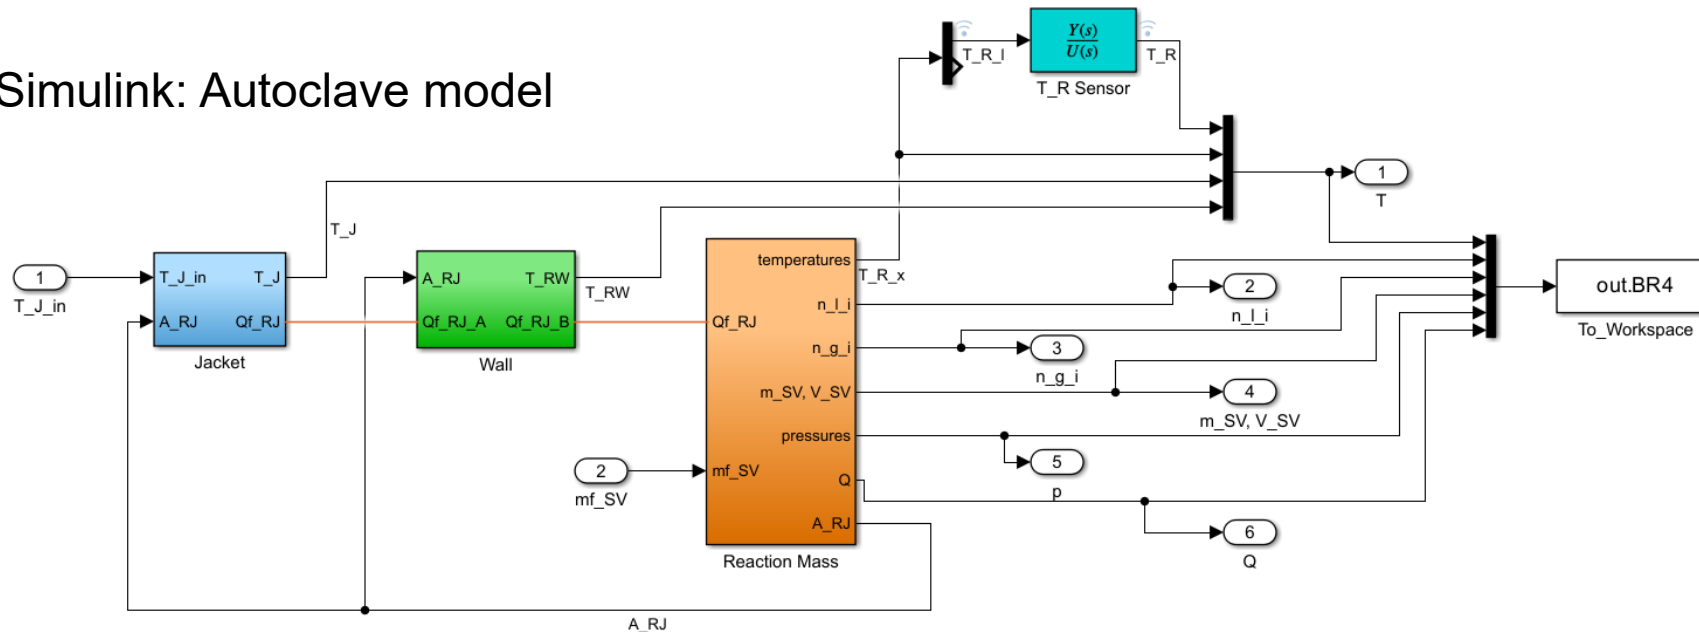 Simulink: Autoclave model
T_R_l
Y(s)
U(s)
T_R
T_R Sensor
1
T
T_J
1
T_J_in
T_J_in
T_J
A_RJ
Qf_RJ
Jacket
A_RJ
T_RW
Qf_RJ_A
Qf_RJ_B
Wall
T_RW
temperatures
T_R_x
n_l_i
Qf_RJ
n_g_i
m_SV, V_SV
pressures
mf_SV
Q
A_RJ
Reaction Mass
2
mf_SV
2
n_l_i
3
n_g_i
4
m_SV, V_SV
5
p
6
Q
out.BR4
To_Workspace
A_RJ